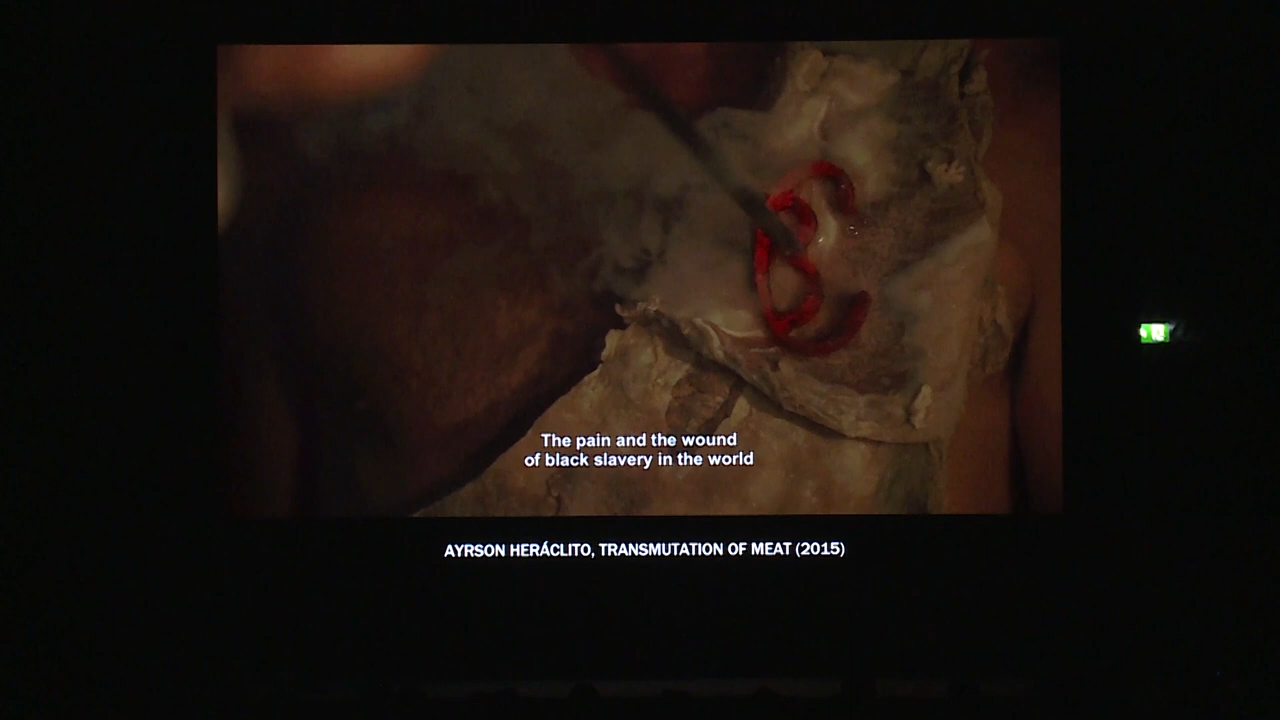 The pain and the wound
of black slavery in the world
AYRSON HERÁCLITO, TRANSMUTATION OF MEAT (2015)